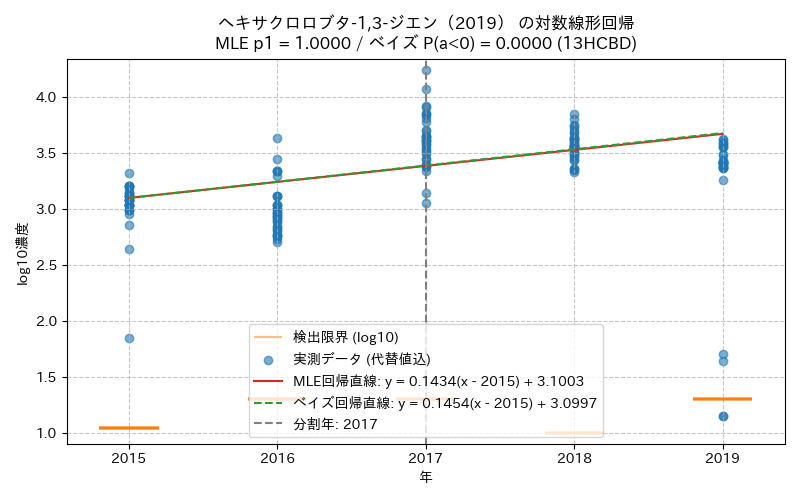 ヘキサクロロブタ-1,3-ジエン（2019） の対数線形回帰
MLE p1 = 1.0000 / ベイズ P(a<0) = 0.0000 (13HCBD)
log10濃度
4.0
3.5
3.0
2.5
2.0
1.5
1.0
検出限界 (log10)
実測データ (代替値込)
MLE回帰直線: y = 0.1434(x - 2015) + 3.1003
ベイズ回帰直線: y = 0.1454(x - 2015) + 3.0997
分割年: 2017
2015
2016
2017
2018
2019
年